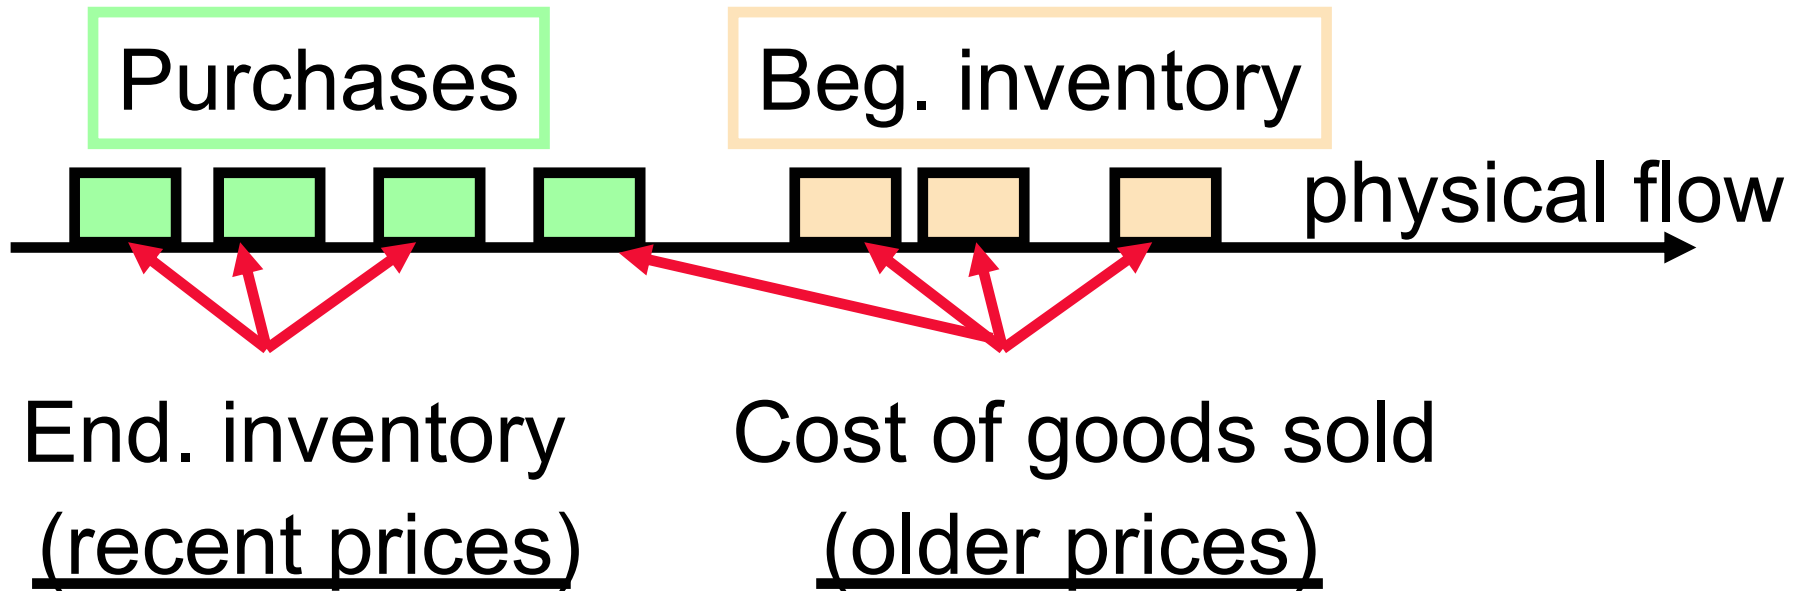 Purchases
Beg. inventory
physical flow
End. inventory
Cost of goods sold
(recent prices)
(older prices)